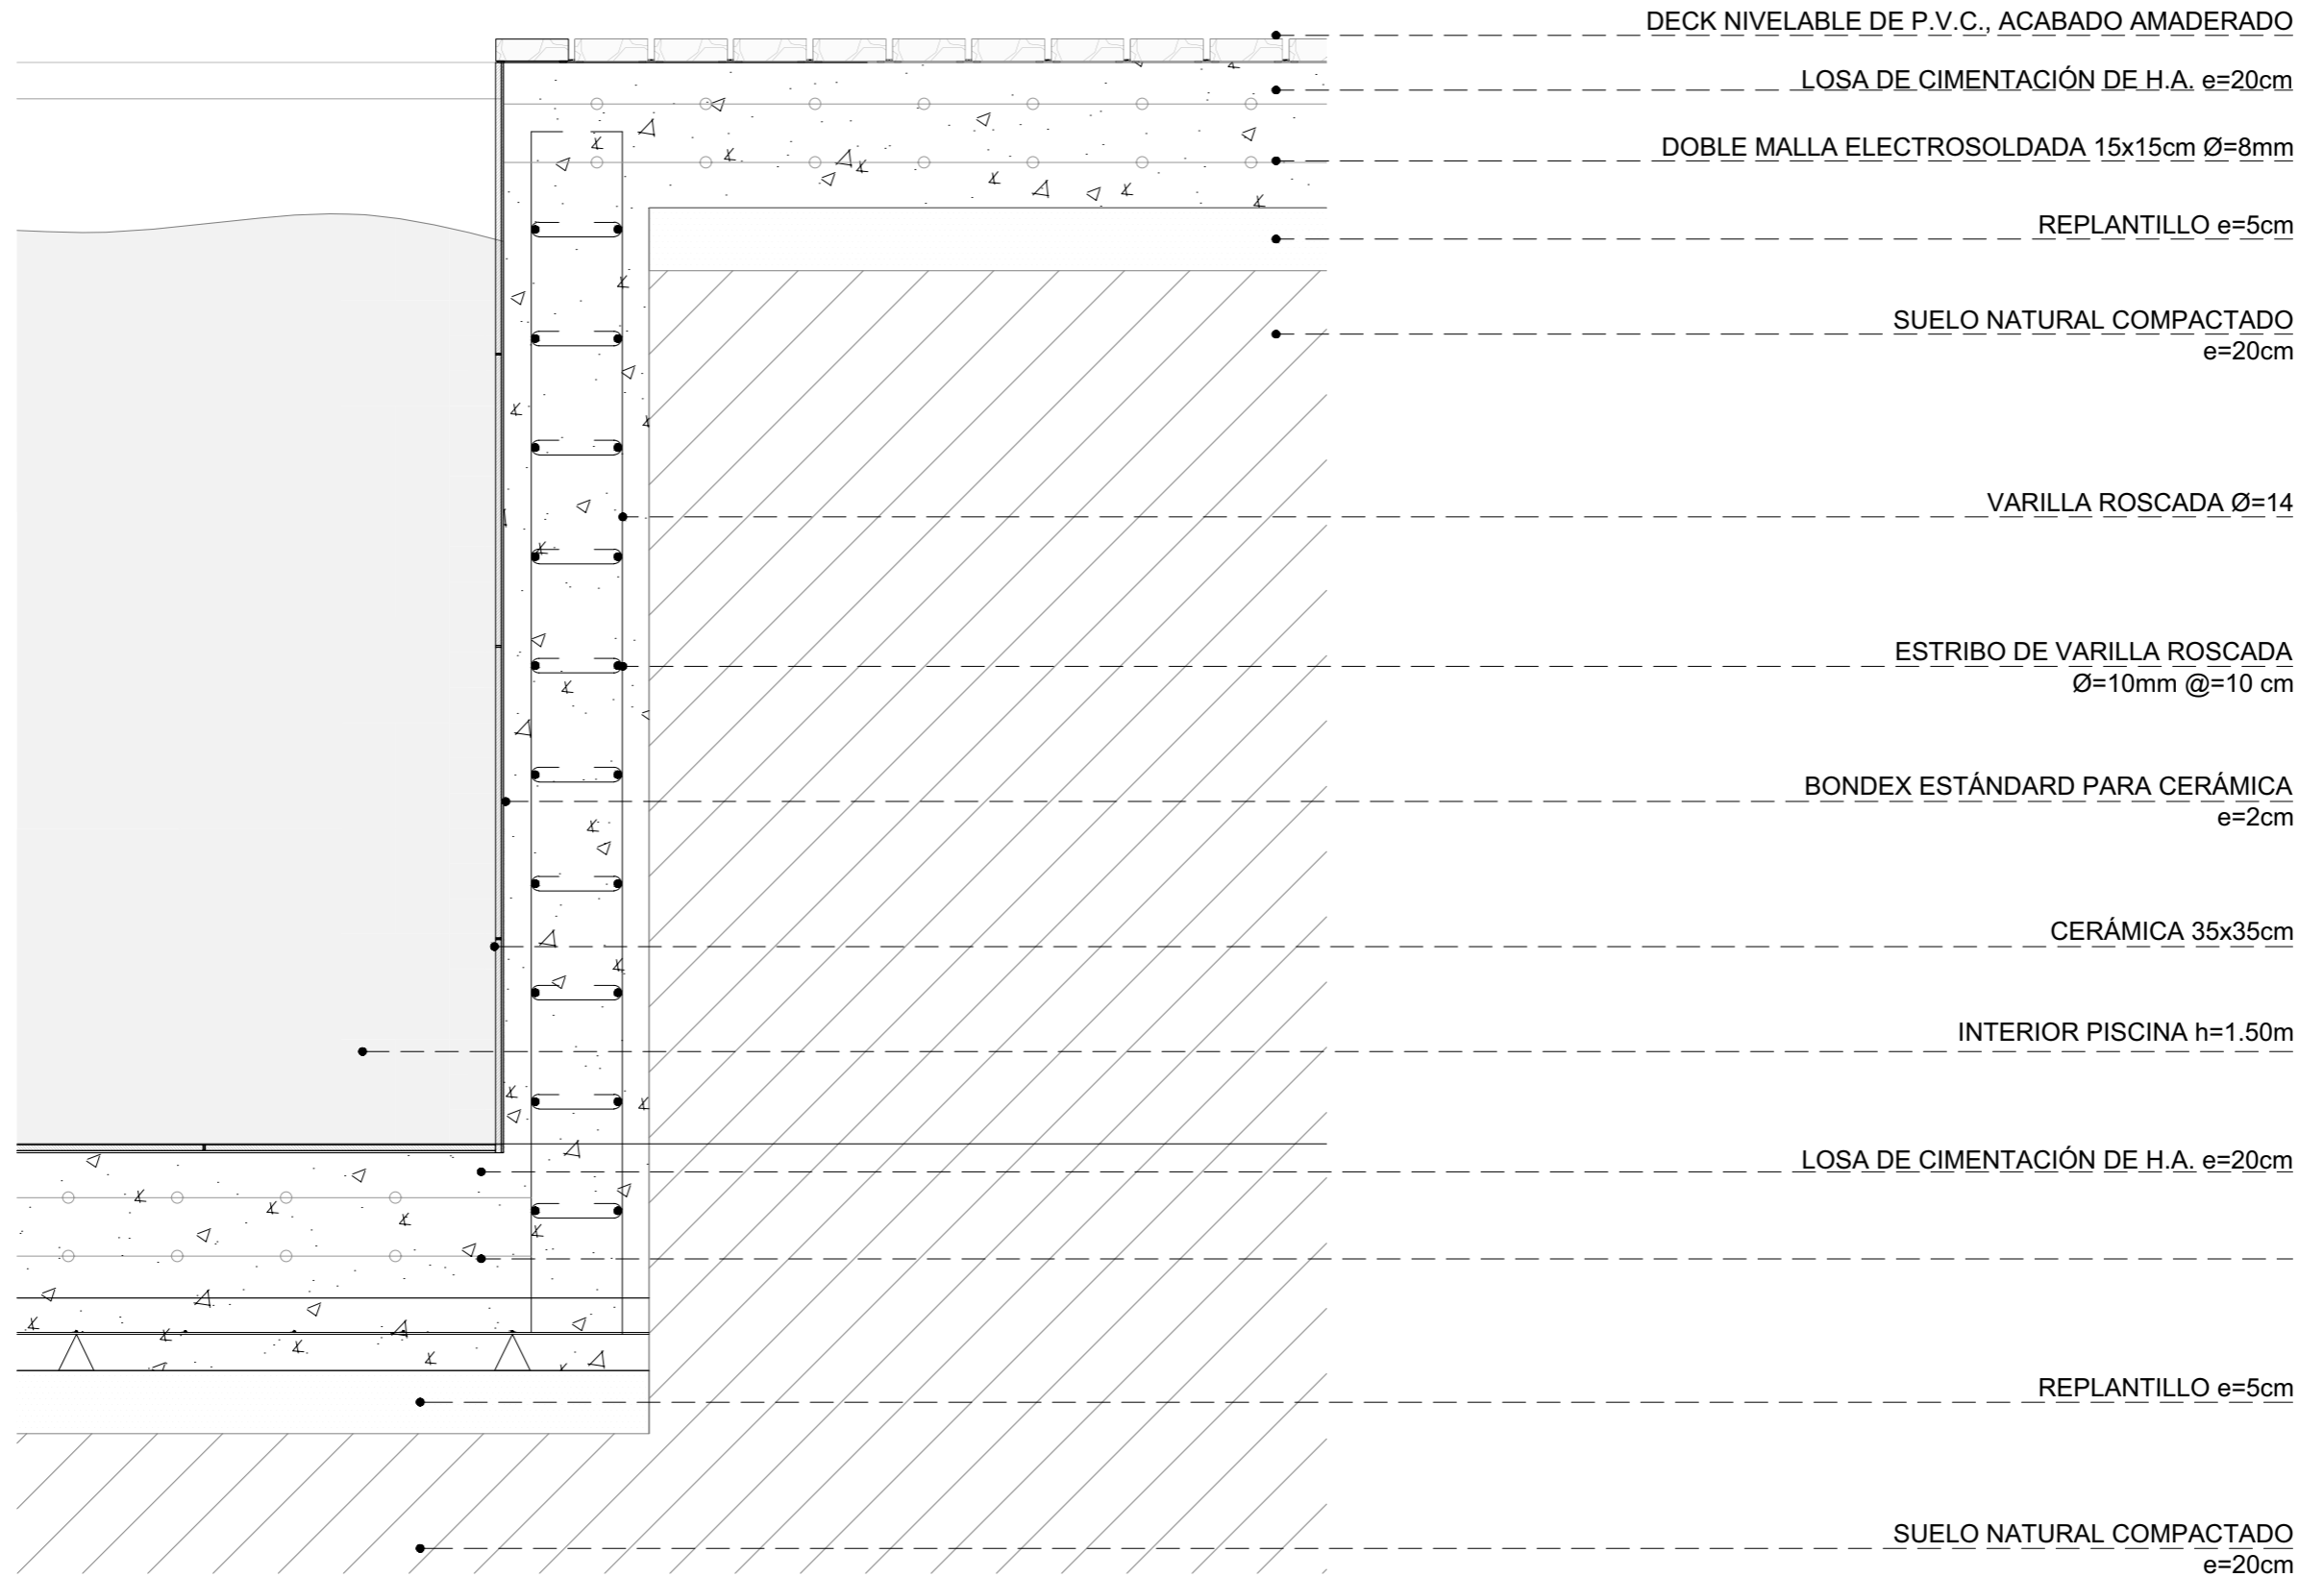 DECK NIVELABLE DE P.V.C., ACABADO AMADERADO
LOSA DE CIMENTACIÓN DE H.A. e=20cm
DOBLE MALLA ELECTROSOLDADA 15x15cm Ø=8mm
REPLANTILLO e=5cm
SUELO NATURAL COMPACTADO
e=20cm
VARILLA ROSCADA Ø=14
ESTRIBO DE VARILLA ROSCADA
Ø=10mm @=10 cm
BONDEX ESTÁNDARD PARA CERÁMICA
e=2cm
CERÁMICA 35x35cm
INTERIOR PISCINA h=1.50m
LOSA DE CIMENTACIÓN DE H.A. e=20cm
REPLANTILLO e=5cm
SUELO NATURAL COMPACTADO
e=20cm